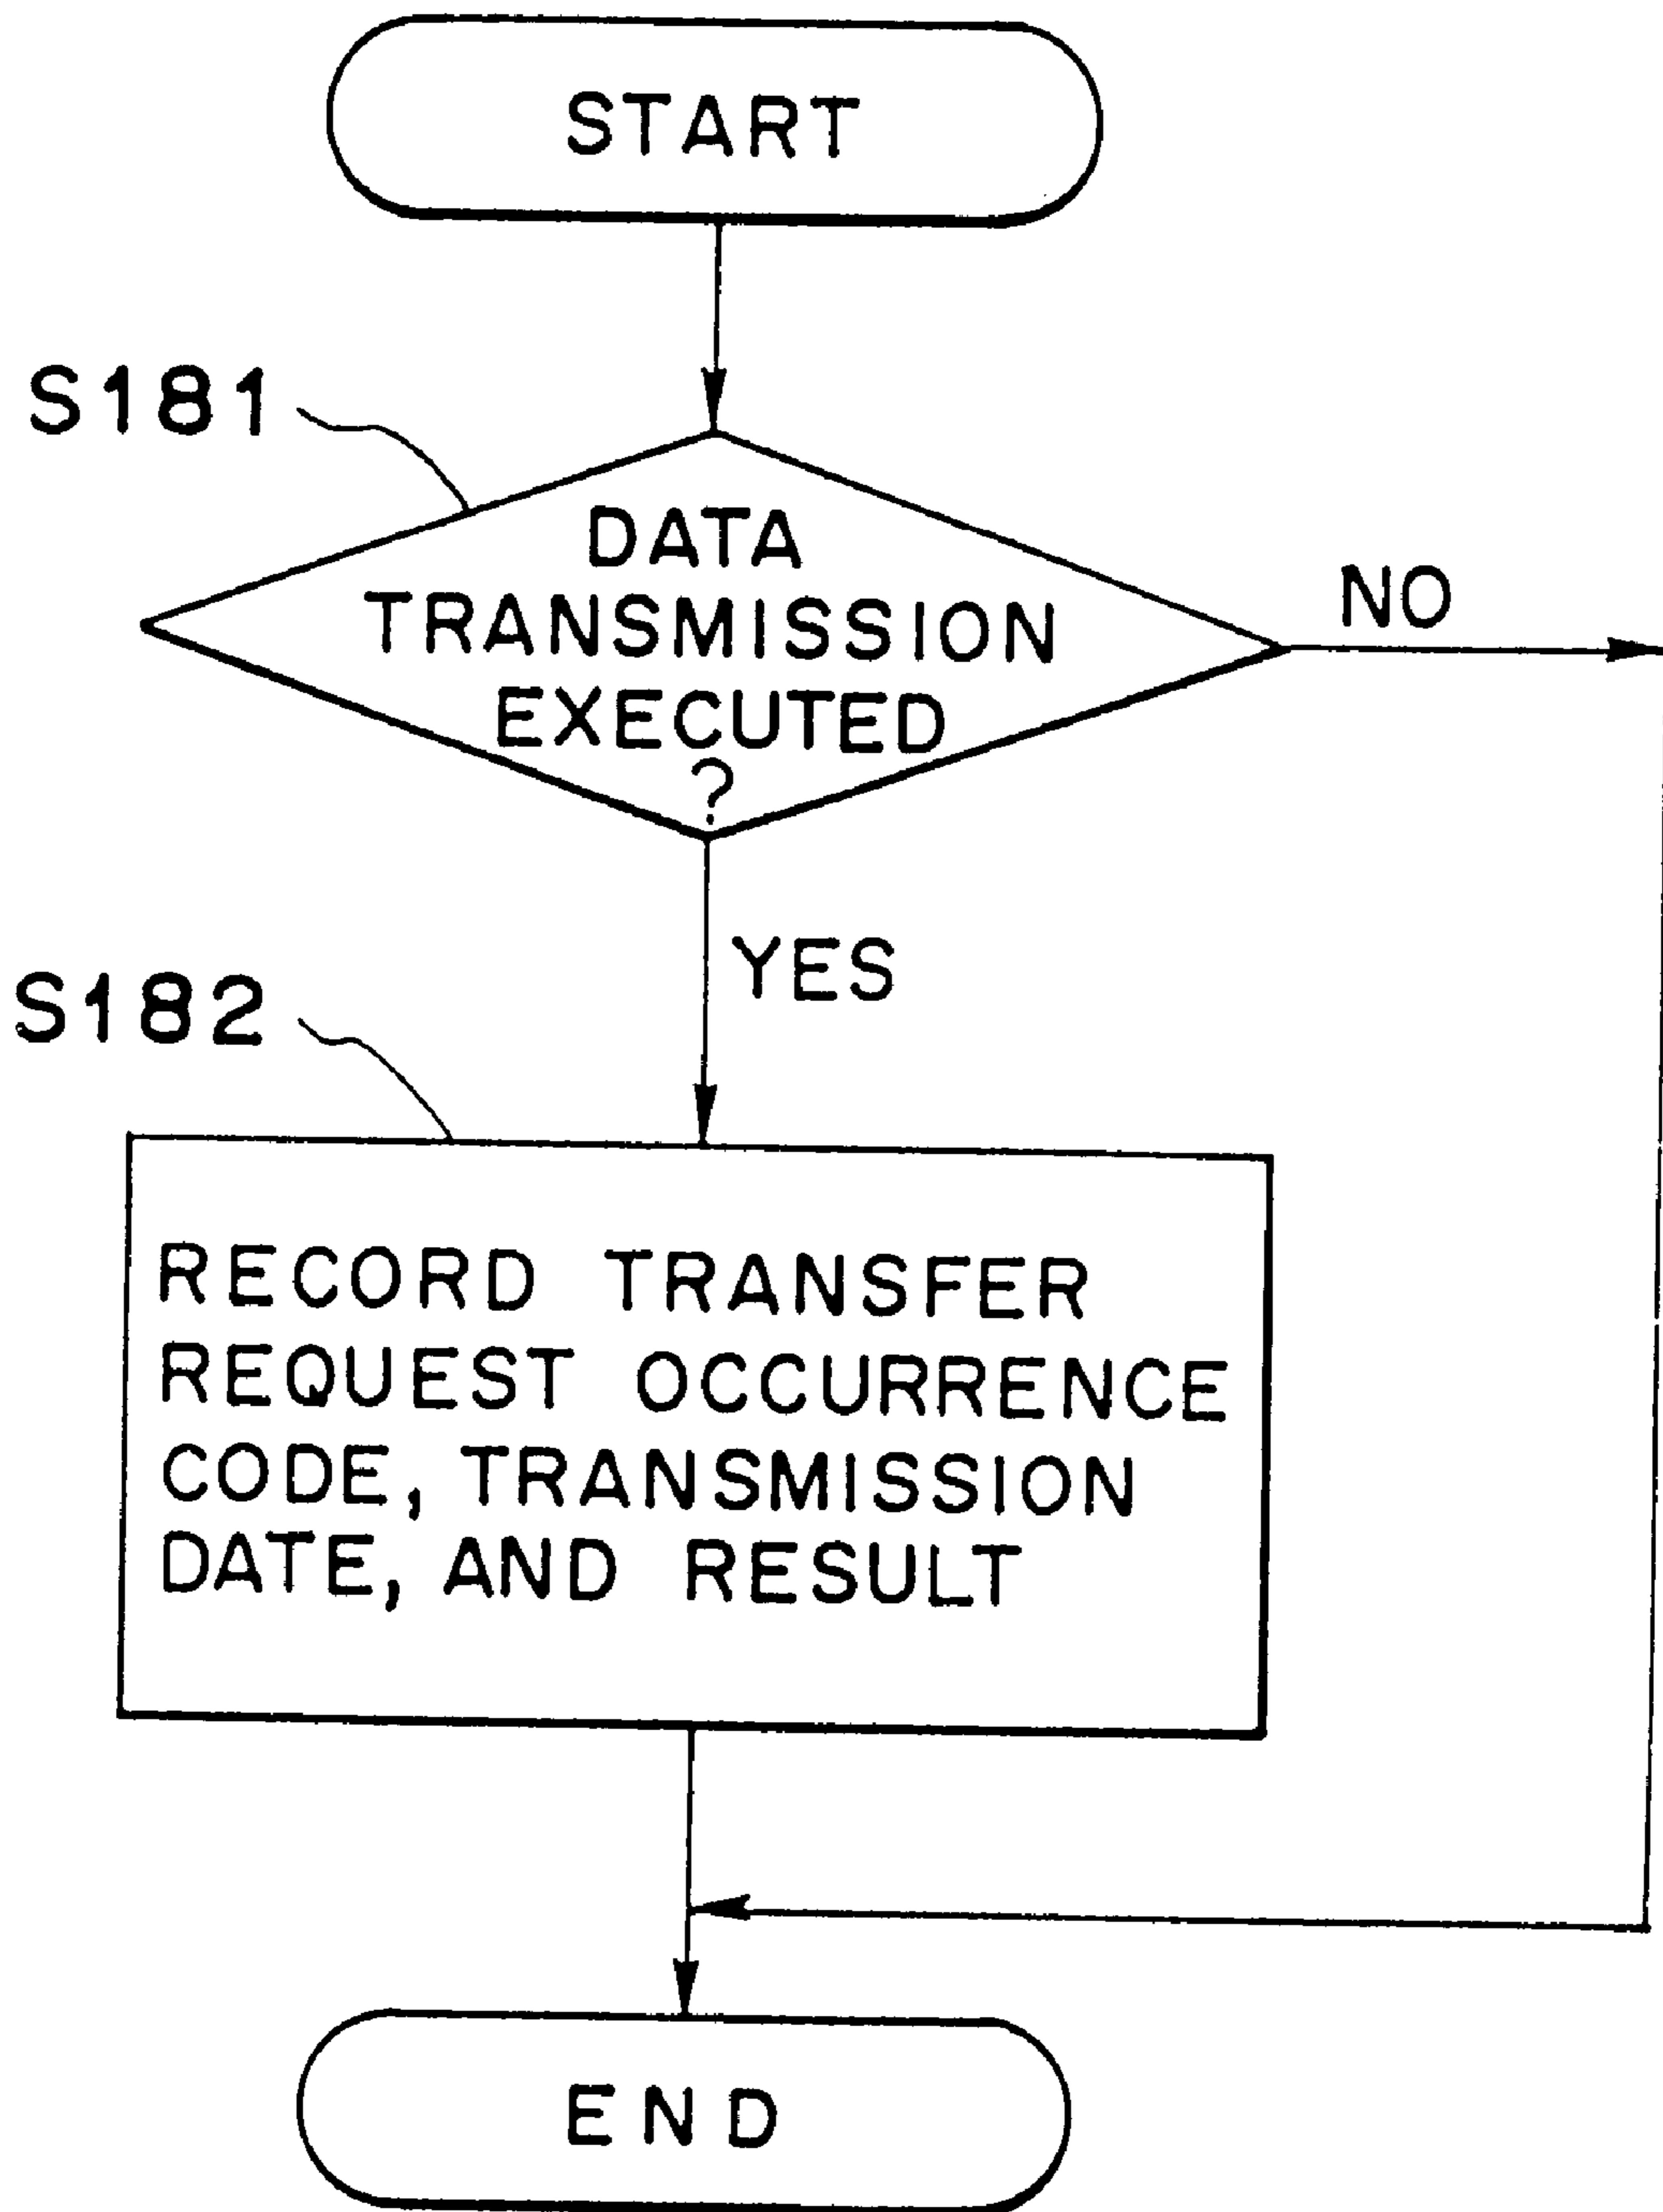 START
S181
DATA
TRANSMISSION
EXECUTED
?
NO
YES
S182
RECORD TRANSFER
REQUEST OCCURRENCE
CODE, TRANSMISSION
DATE, AND RESULT
END